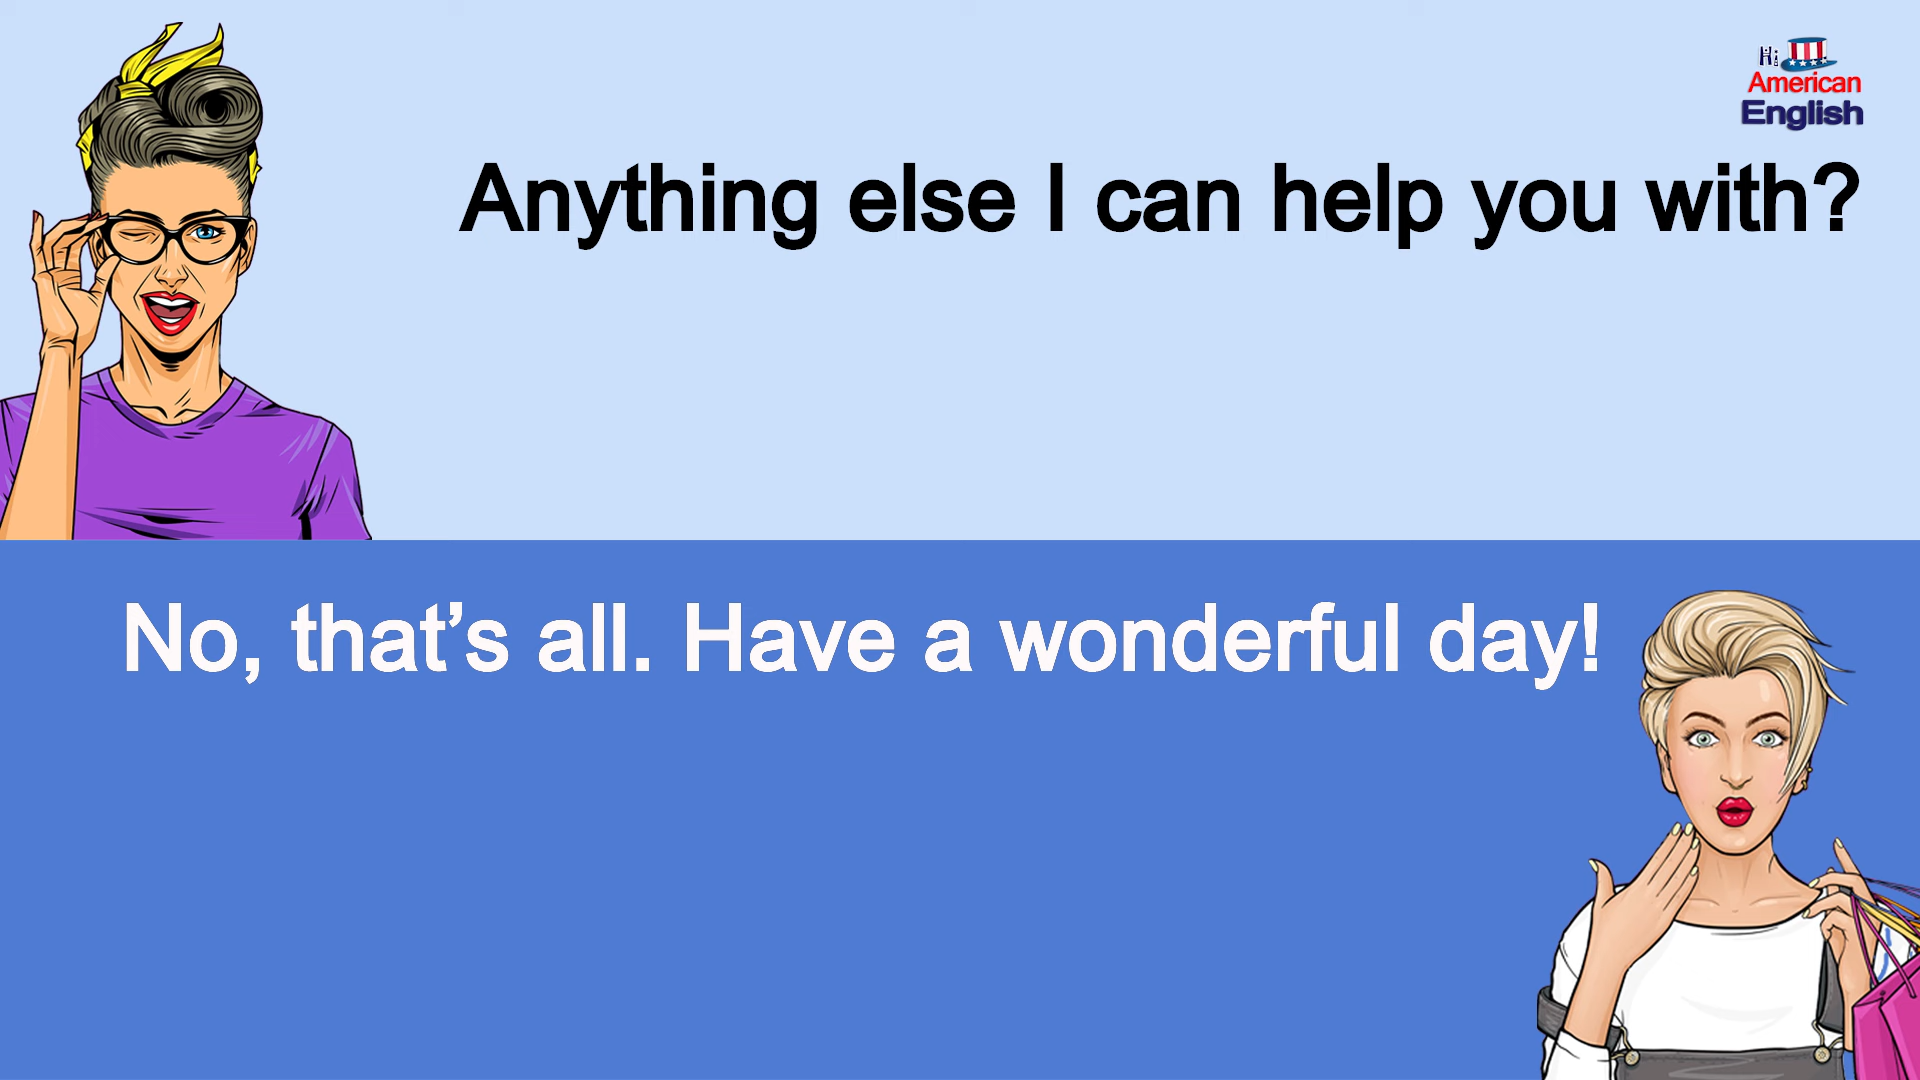 Hi
American
English
Anything else I can help you with?
No, that’s all. Have a wonderful day!